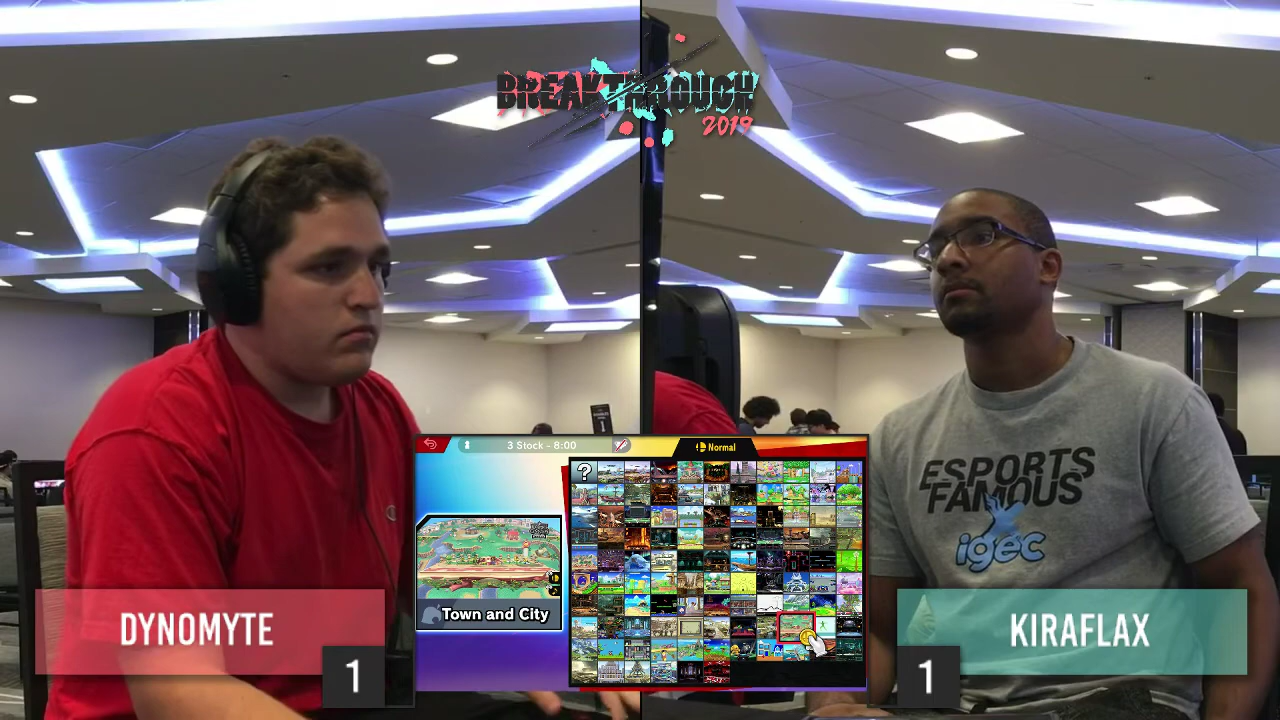 BREAKTHROUGH
2019
3 Stock - 8:00
Normal
?
Town and City
ESPORTS
FAMOUS
igec
DYNOMYTE
1
KIRAFLAX
1